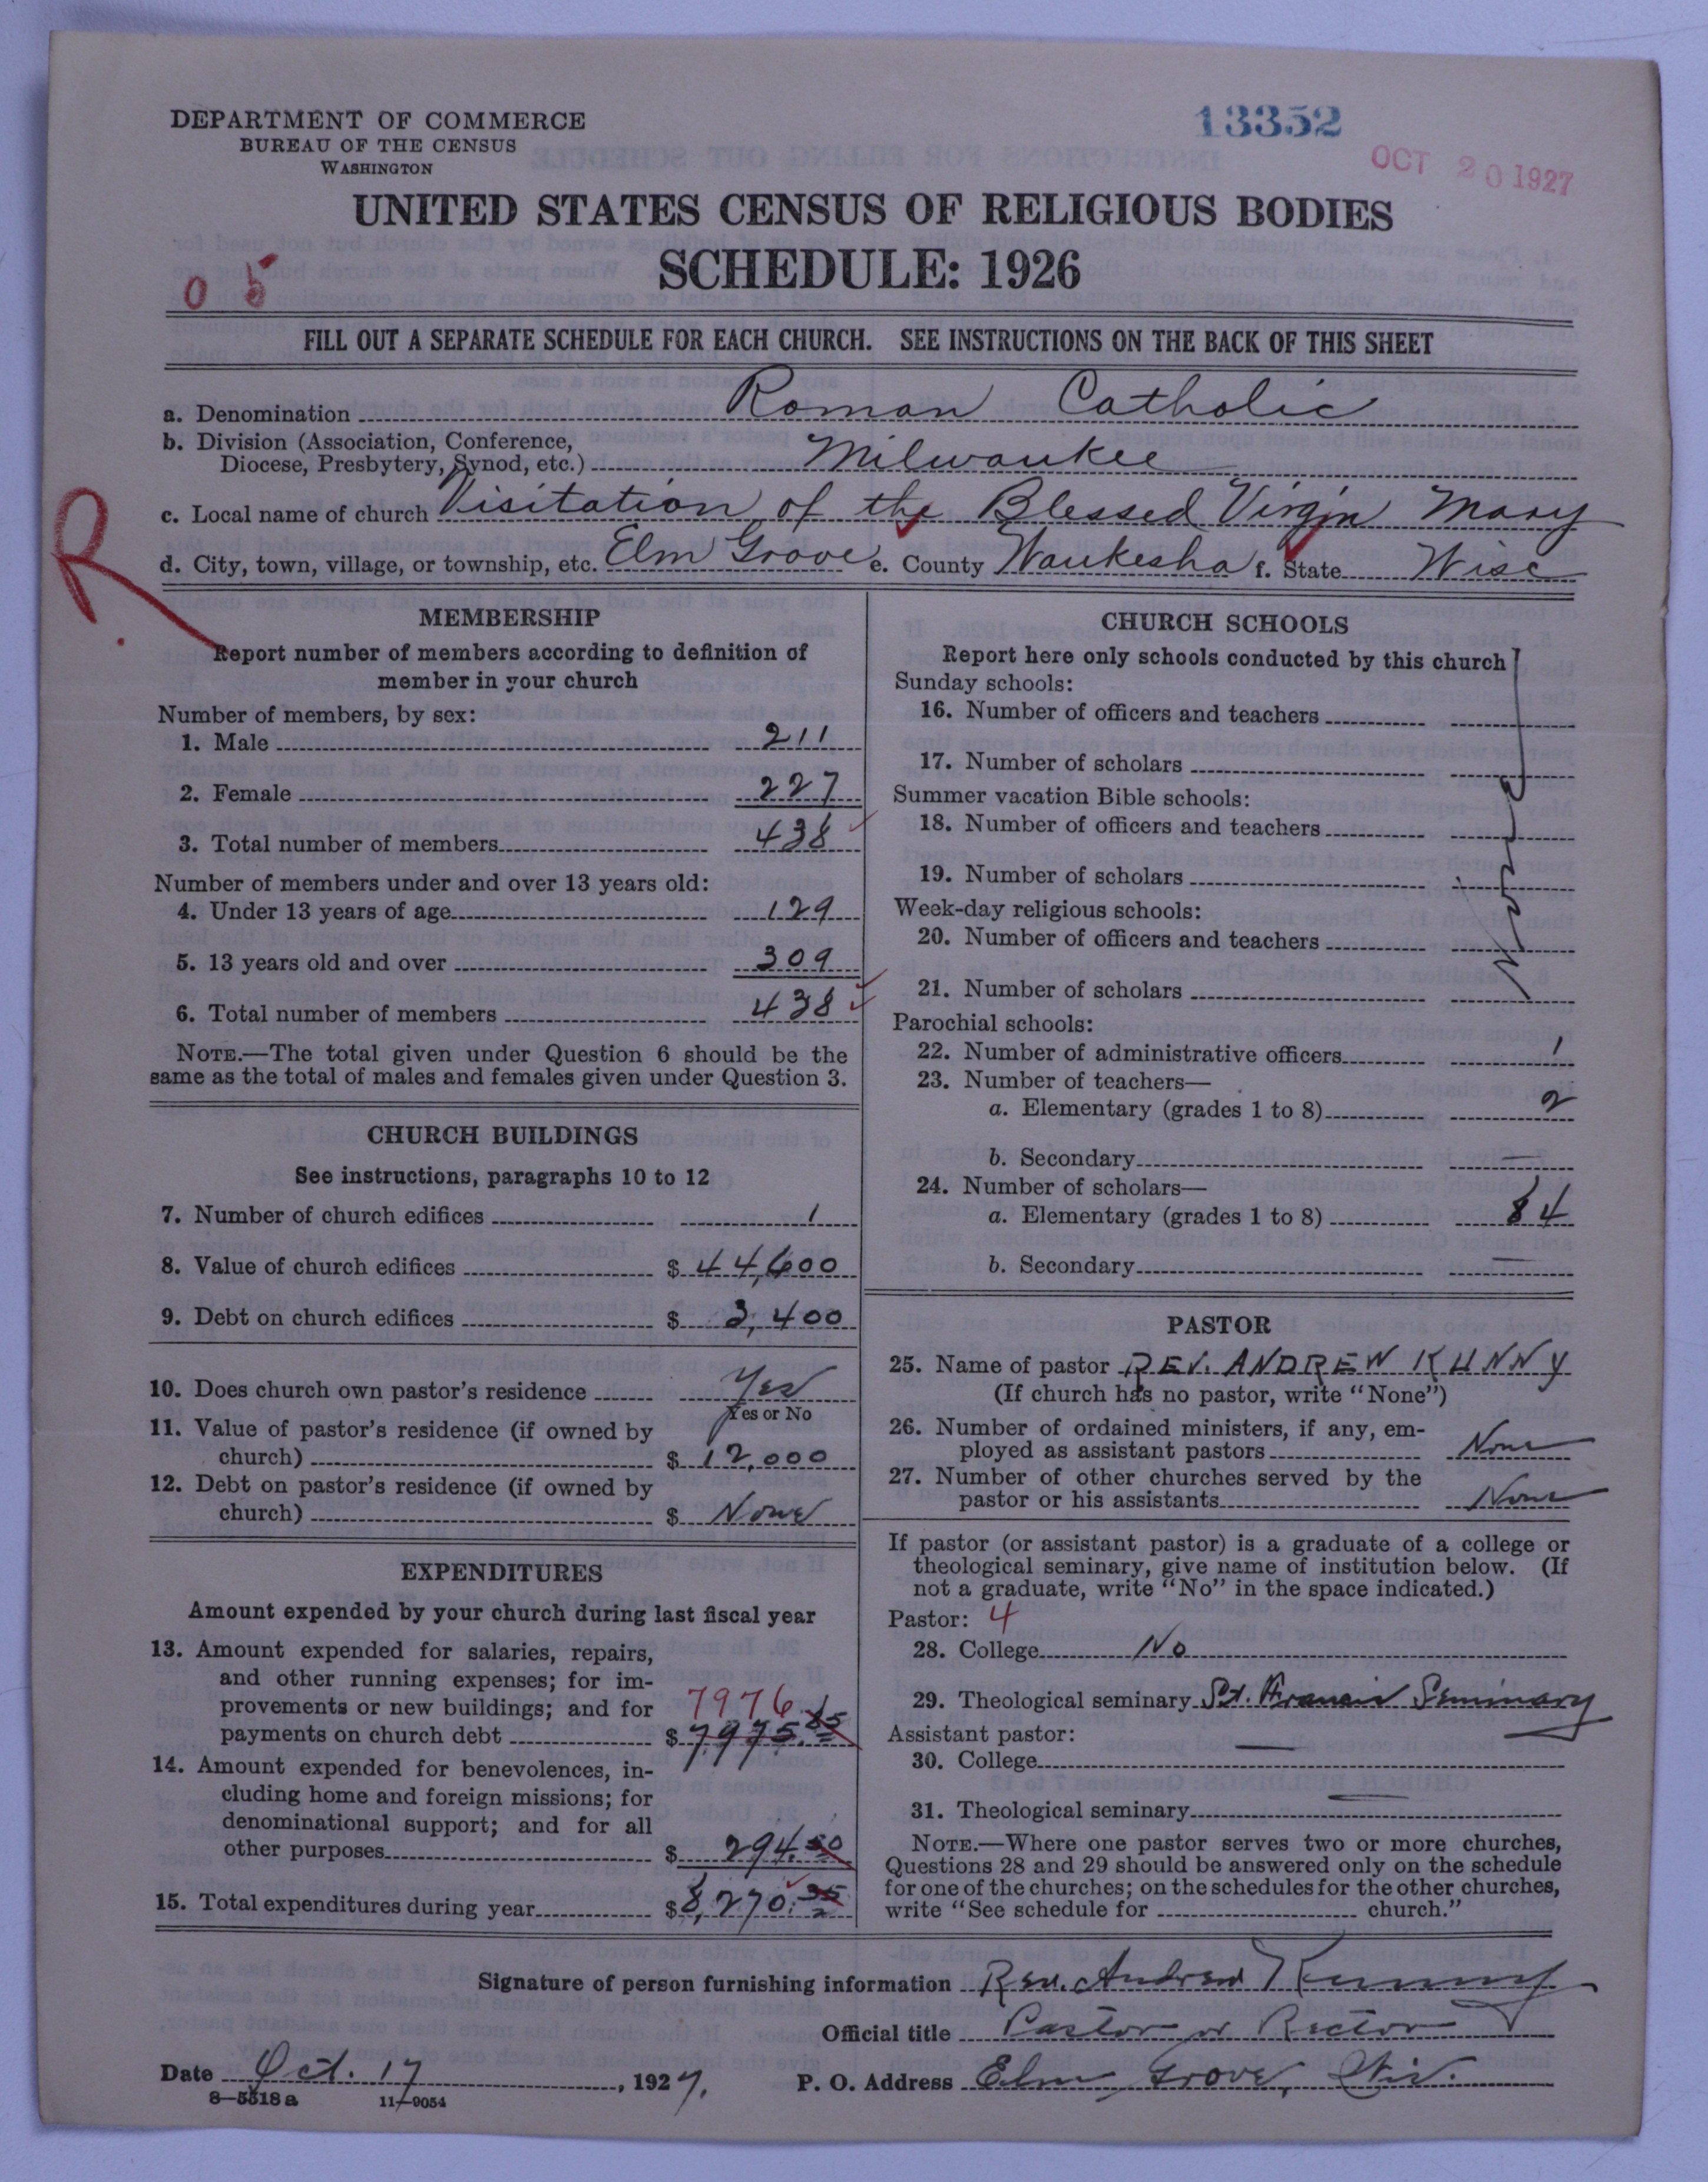 DEPARTMENT OF COMMERCE
BUREAU OF THE CENSUS
WASHINGTON
13352
OCT 20 1927
UNITED STATES CENSUS OF RELIGIOUS BODIES
SCHEDULE: 1926
0 5
FILL OUT A SEPARATE SCHEDULE FOR EACH CHURCH. SEE INSTRUCTIONS ON THE BACK OF THIS SHEET
a. Denomination Roman Catholic
b. Division (Association, Conference,
Diocese, Presbytery, Synod, etc.) Milwaukee
c. Local name of church Visitation of the Blessed Virgin Mary
d. City, town, village, or township, etc. Elm Grove e. County Waukesha f. State Wisc
R
MEMBERSHIP
Report number of members according to definition of
member in your church
Number of members, by sex:
1. Male 211
2. Female 227
3. Total number of members 438
Number of members under and over 13 years old:
4. Under 13 years of age 129
5. 13 years old and over 309
6. Total number of members 438
NOTE.—The total given under Question 6 should be the
same as the total of males and females given under Question 3.
CHURCH BUILDINGS
See instructions, paragraphs 10 to 12
7. Number of church edifices 1
8. Value of church edifices $ 44,600
9. Debt on church edifices $ 3,400
10. Does church own pastor's residence Yes
Yes or No
11. Value of pastor's residence (if owned by
church) $ 12,000
12. Debt on pastor's residence (if owned by
church) $ None
EXPENDITURES
Amount expended by your church during last fiscal year
13. Amount expended for salaries, repairs,
and other running expenses; for im-
provements or new buildings; and for 7976
payments on church debt $ 7,975.85
14. Amount expended for benevolences, in-
cluding home and foreign missions; for
denominational support; and for all
other purposes $ 294.50
15. Total expenditures during year $ 8,270.35
CHURCH SCHOOLS
Report here only schools conducted by this church
Sunday schools:
16. Number of officers and teachers
17. Number of scholars
Summer vacation Bible schools:
18. Number of officers and teachers
None
19. Number of scholars
Week-day religious schools:
20. Number of officers and teachers
21. Number of scholars
Parochial schools:
22. Number of administrative officers 1
23. Number of teachers—
a. Elementary (grades 1 to 8) 2
b. Secondary —
24. Number of scholars—
a. Elementary (grades 1 to 8) 84
b. Secondary —
PASTOR
25. Name of pastor REV. ANDREW KUNNY
(If church has no pastor, write "None")
26. Number of ordained ministers, if any, em-
ployed as assistant pastors None
27. Number of other churches served by the
pastor or his assistants None
If pastor (or assistant pastor) is a graduate of a college or
theological seminary, give name of institution below. (If
not a graduate, write "No" in the space indicated.)
Pastor: 4
28. College No
29. Theological seminary St. Francis Seminary
Assistant pastor:
30. College —
31. Theological seminary —
NOTE.—Where one pastor serves two or more churches,
Questions 28 and 29 should be answered only on the schedule
for one of the churches; on the schedules for the other churches,
write "See schedule for church."
Signature of person furnishing information Rev. Andrew Kunny
Official title Pastor or Rector
Date Oct. 17, 1927. P. O. Address Elm Grove, Wis.
8—5518a 11—9054